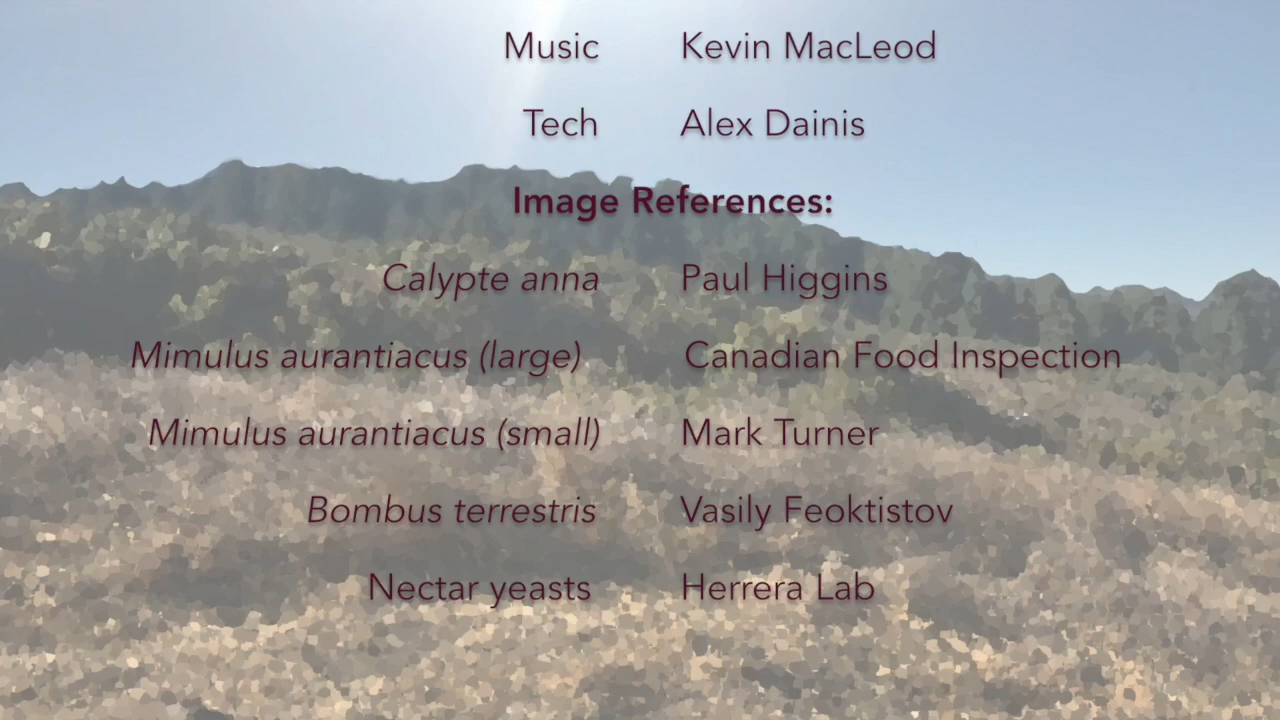 Music Kevin MacLeod
Tech Alex Dainis
Image References:
Calypte anna Paul Higgins
Mimulus aurantiacus (large) Canadian Food Inspection
Mimulus aurantiacus (small) Mark Turner
Bombus terrestris Vasily Feoktistov
Nectar yeasts Herrera Lab